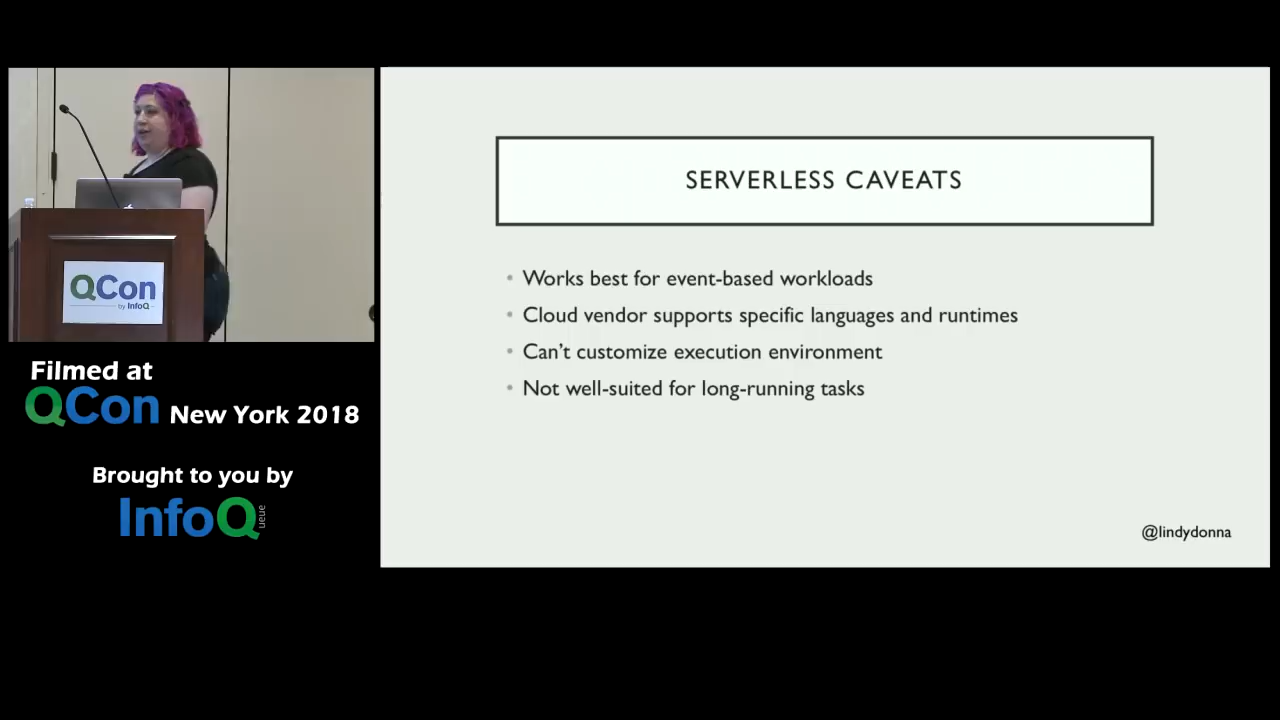 QCon
by InfoQ
Filmed at
QCon New York 2018
Brought to you by
InfoQueue
SERVERLESS CAVEATS
• Works best for event-based workloads
• Cloud vendor supports specific languages and runtimes
• Can't customize execution environment
• Not well-suited for long-running tasks
@lindydonna